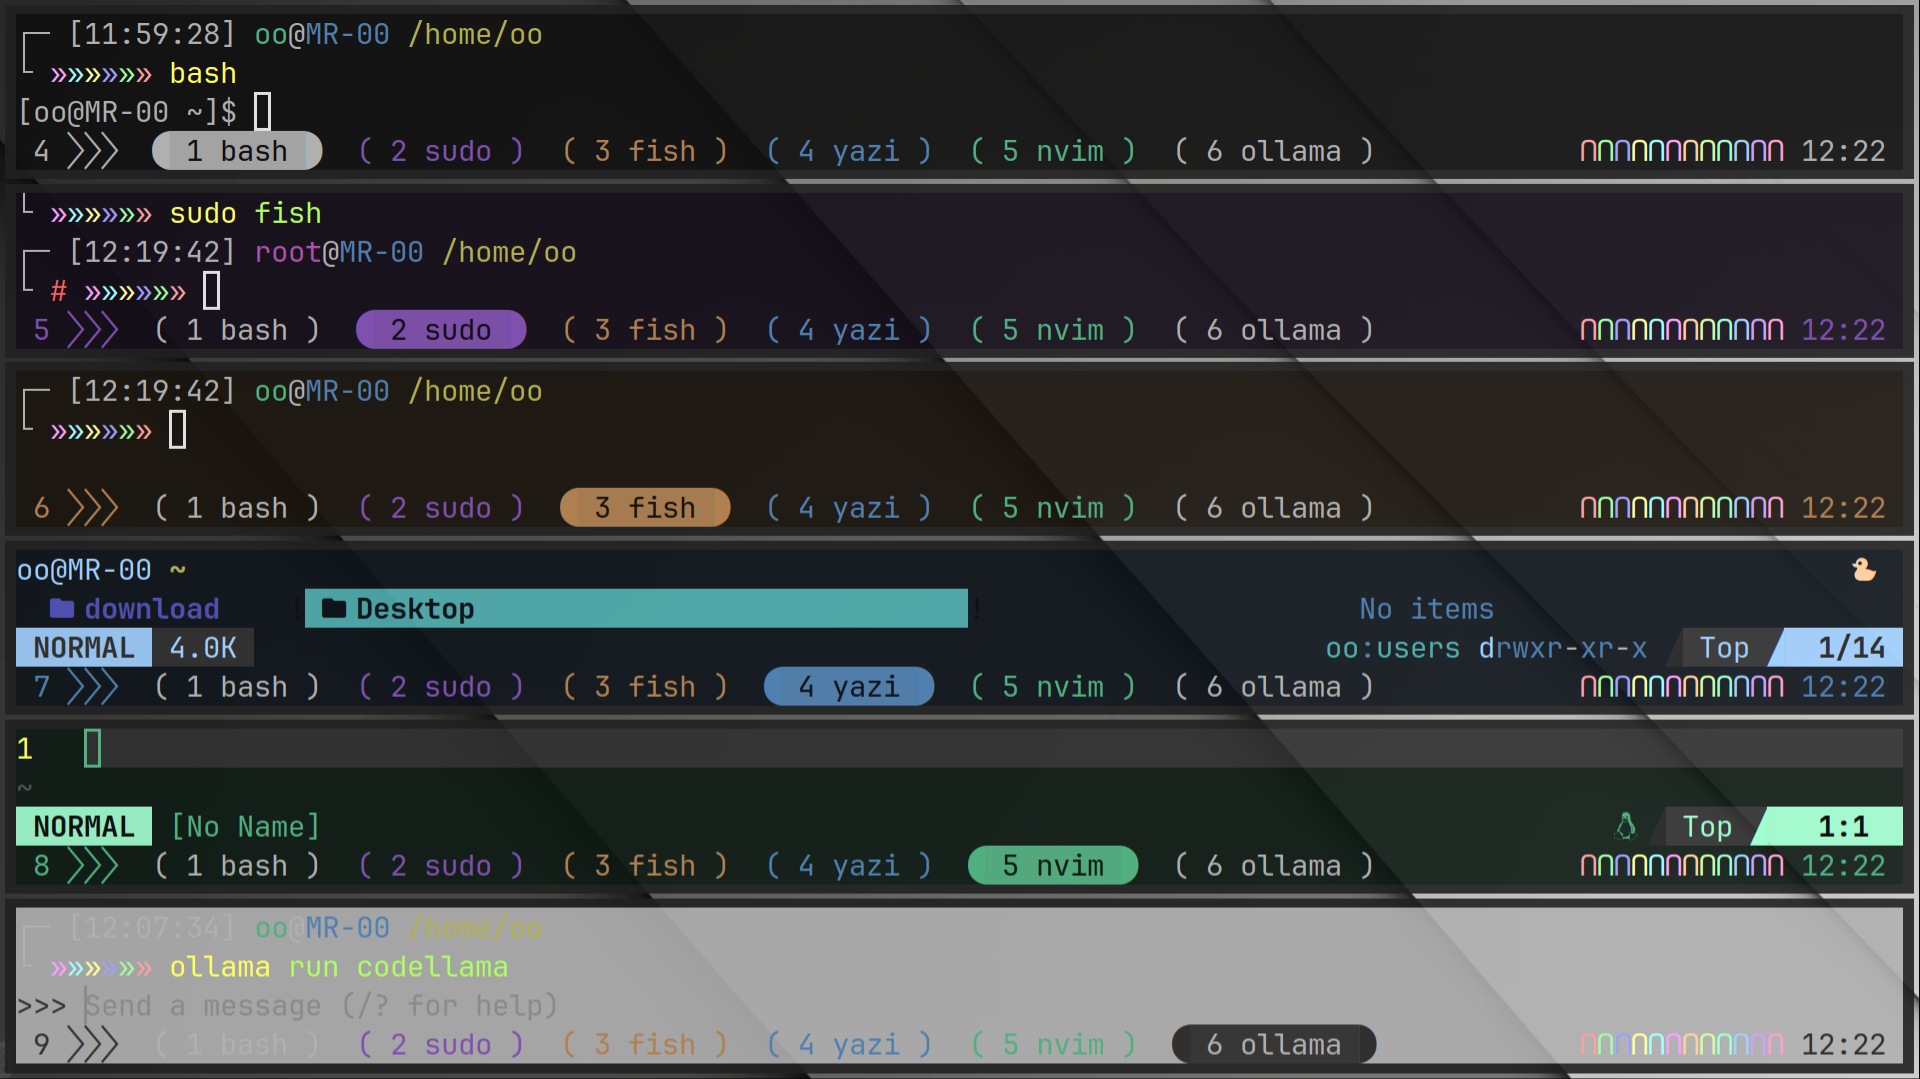 [11:59:28] oo@MR-00 /home/oo
»»»»»» bash
[oo@MR-00 ~]$
4 ( 1 bash ) ( 2 sudo ) ( 3 fish ) ( 4 yazi ) ( 5 nvim ) ( 6 ollama ) 12:22
»»»»»» sudo fish
[12:19:42] root@MR-00 /home/oo
# »»»»»»
5 ( 1 bash ) 2 sudo ( 3 fish ) ( 4 yazi ) ( 5 nvim ) ( 6 ollama ) 12:22
[12:19:42] oo@MR-00 /home/oo
»»»»»»
6 ( 1 bash ) ( 2 sudo ) 3 fish ( 4 yazi ) ( 5 nvim ) ( 6 ollama ) 12:22
oo@MR-00 ~
download Desktop No items
NORMAL 4.0K oo:users drwxr-xr-x Top 1/14
7 ( 1 bash ) ( 2 sudo ) ( 3 fish ) 4 yazi ( 5 nvim ) ( 6 ollama ) 12:22
1
~
NORMAL [No Name] Top 1:1
8 ( 1 bash ) ( 2 sudo ) ( 3 fish ) ( 4 yazi ) 5 nvim ( 6 ollama ) 12:22
[12:07:34] oo@MR-00 /home/oo
»»»»»» ollama run codellama
>>> Send a message (/? for help)
9 ( 1 bash ) ( 2 sudo ) ( 3 fish ) ( 4 yazi ) ( 5 nvim ) 6 ollama 12:22